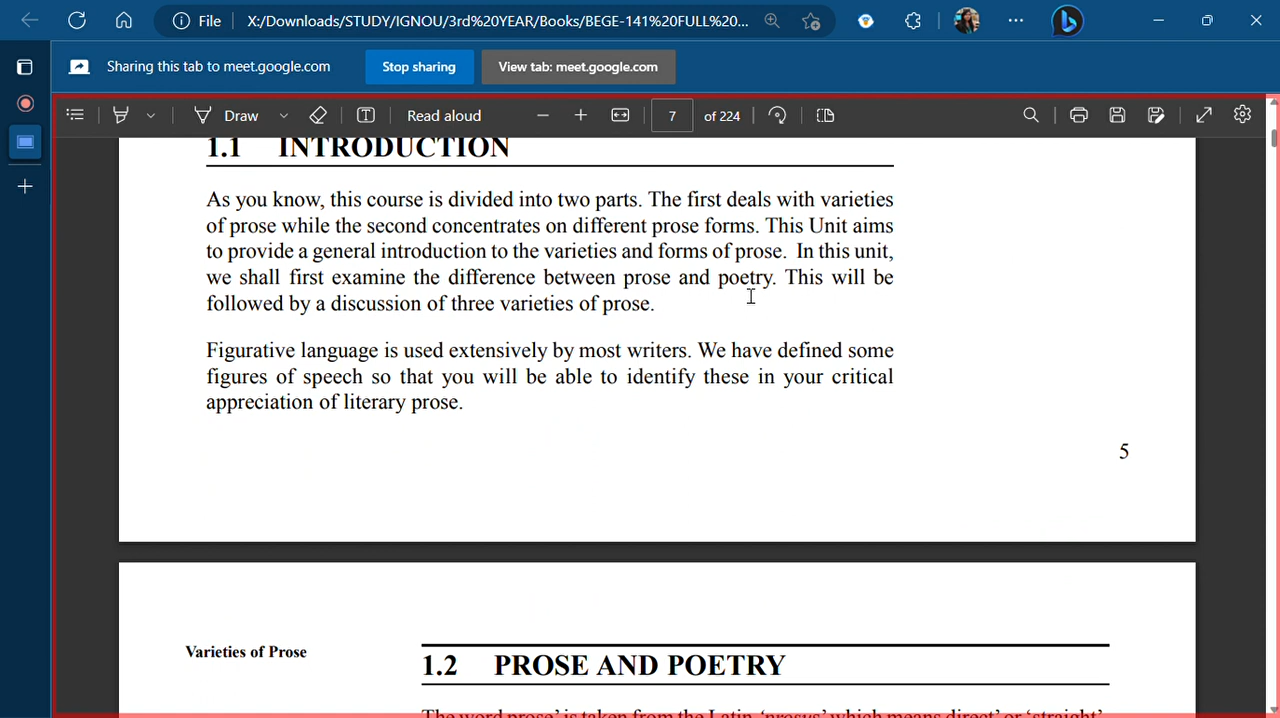 File X:/Downloads/STUDY/IGNOU/3rd%20YEAR/Books/BEGE-141%20FULL%20...
Sharing this tab to meet.google.com Stop sharing View tab: meet.google.com
Draw Read aloud 7 of 224
1.1 INTRODUCTION
As you know, this course is divided into two parts. The first deals with varieties
of prose while the second concentrates on different prose forms. This Unit aims
to provide a general introduction to the varieties and forms of prose. In this unit,
we shall first examine the difference between prose and poetry. This will be
followed by a discussion of three varieties of prose.
Figurative language is used extensively by most writers. We have defined some
figures of speech so that you will be able to identify these in your critical
appreciation of literary prose.
5
Varieties of Prose
1.2 PROSE AND POETRY
The word prose' is taken from the Latin 'prosus' which means direct' or 'straight'.